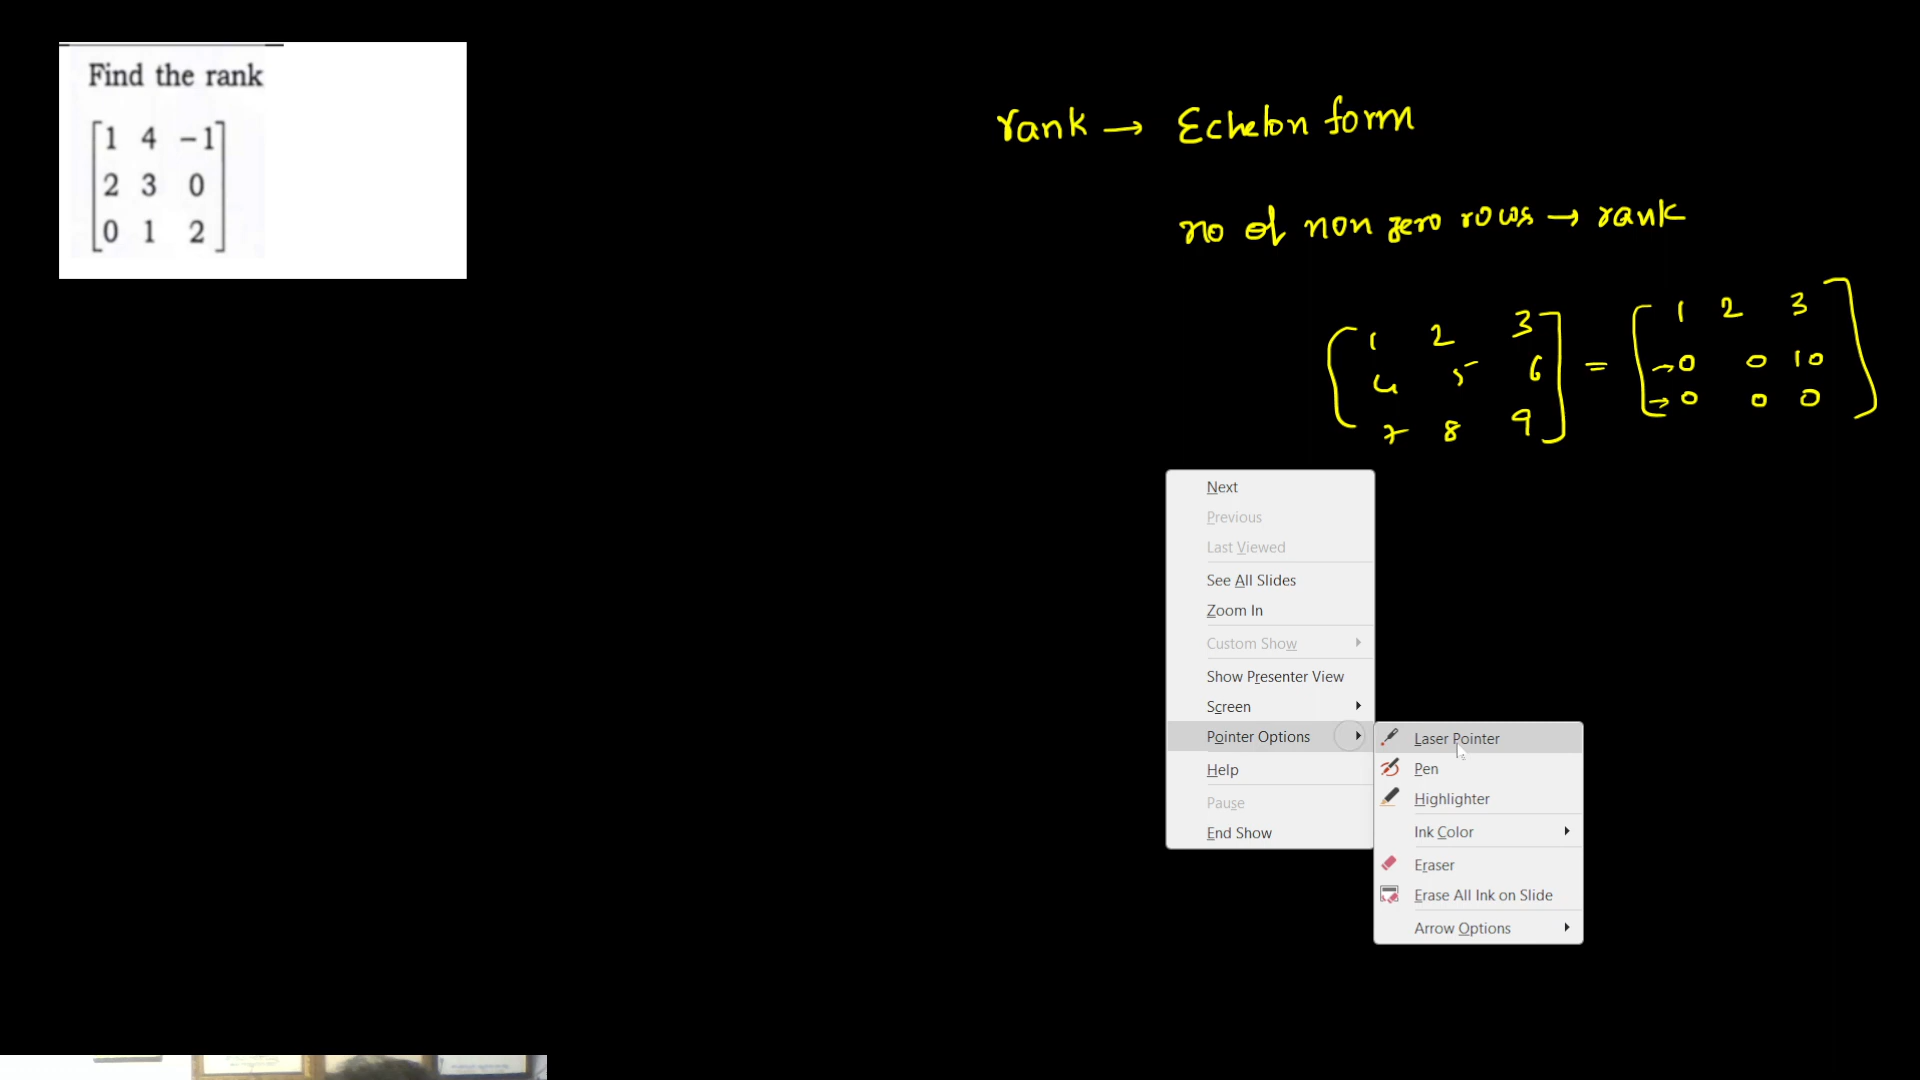 Find the rank
1 4 -1
2 3 0
0 1 2
rank → Echelon form
no of non zero rows → rank
1 2 3 = 1 2 3
4 5 6 → 0 0 10
7 8 9 → 0 0 0
Next
Previous
Last Viewed
See All Slides
Zoom In
Custom Show
Show Presenter View
Screen
Pointer Options
Help
Pause
End Show
Laser Pointer
Pen
Highlighter
Ink Color
Eraser
Erase All Ink on Slide
Arrow Options